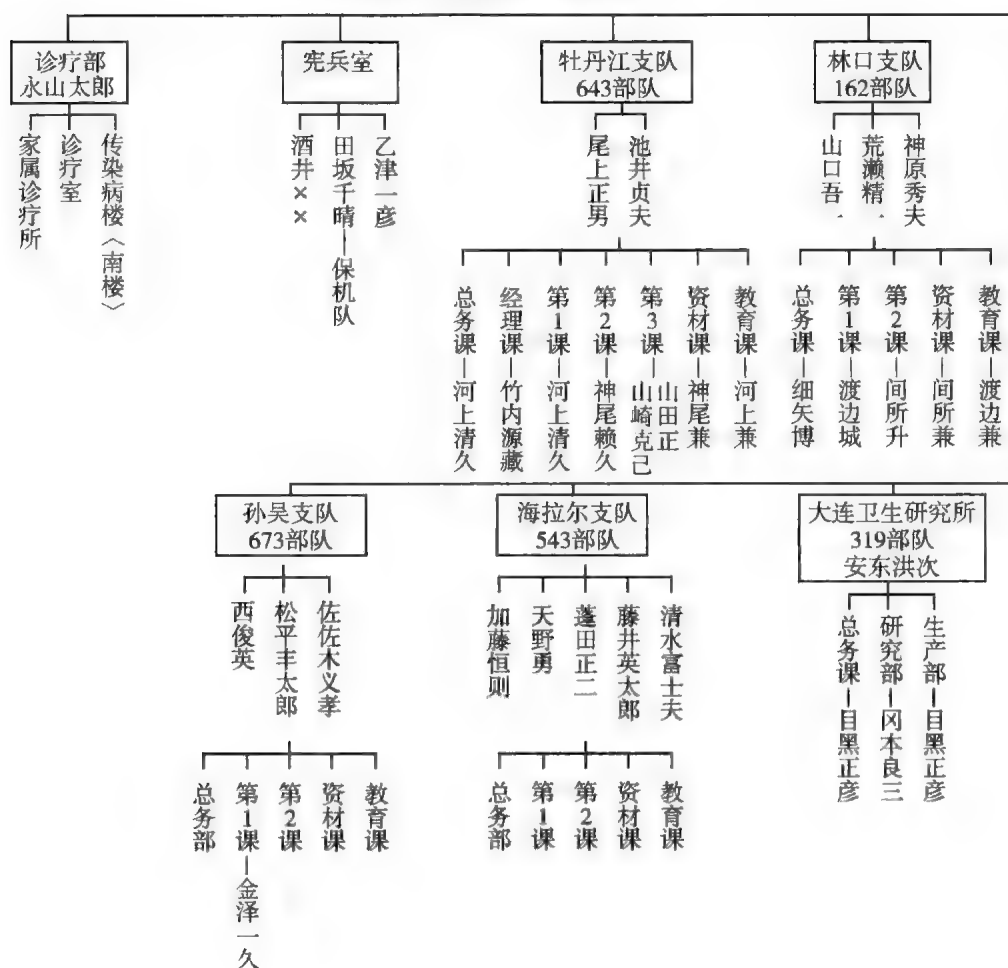 诊疗部
永山太郎
家属诊疗所
诊疗室
传染病楼〈南楼〉
宪兵室
酒井××
田坂千晴—保机队
乙津一彦
牡丹江支队
643部队
尾上正男
池井贞夫
总务课—河上清久
经理课—竹内源藏
第1课—河上清久
第2课—神尾赖久
第3课—山崎克己
山田正
资材课—神尾兼
教育课—河上兼
林口支队
162部队
山口吾一
荒濑精一
神原秀夫
总务课—细矢博
第1课—渡边城
第2课—间所升
资材课—间所兼
教育课—渡边兼
孙吴支队
673部队
西俊英
松平丰太郎
佐佐木义孝
总务部
第1课—金泽一久
第2课
资材课
教育课
海拉尔支队
543部队
加藤恒则
天野勇
蓬田正二
藤井英太郎
清水富士夫
总务部
第1课
第2课
资材课
教育课
大连卫生研究所
319部队
安东洪次
总务课—目黑正彦
研究部—冈本良三
生产部—目黑正彦